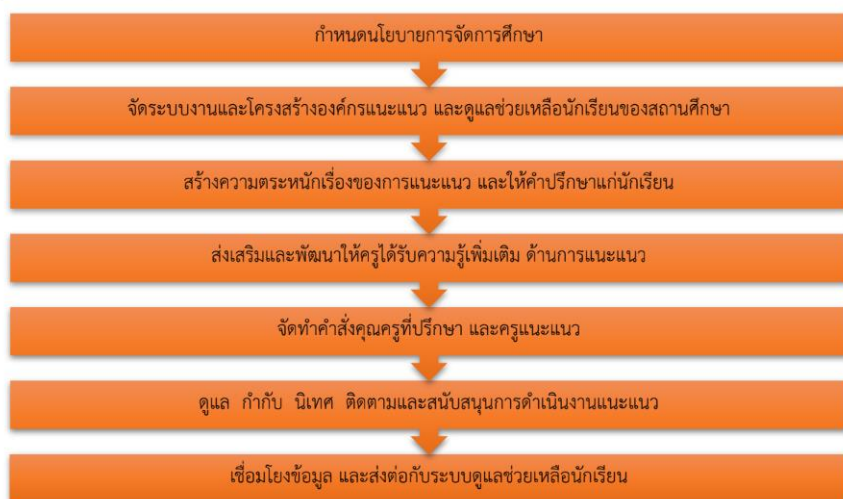 กำหนดนโยบายการจัดการศึกษา
จัดระบบงานและโครงสร้างองค์กรแนะแนว และดูแลช่วยเหลือนักเรียนของสถานศึกษา
สร้างความตระหนักเรื่องของการแนะแนว และให้คำปรึกษาแก่นักเรียน
ส่งเสริมและพัฒนาให้ครูได้รับความรู้เพิ่มเติม ด้านการแนะแนว
จัดทำคำสั่งคุณครูที่ปรึกษา และครูแนะแนว
ดูแล กำกับ นิเทศ ติดตามและสนับสนุนการดำเนินงานแนะแนว
เชื่อมโยงข้อมูล และส่งต่อกับระบบดูแลช่วยเหลือนักเรียน